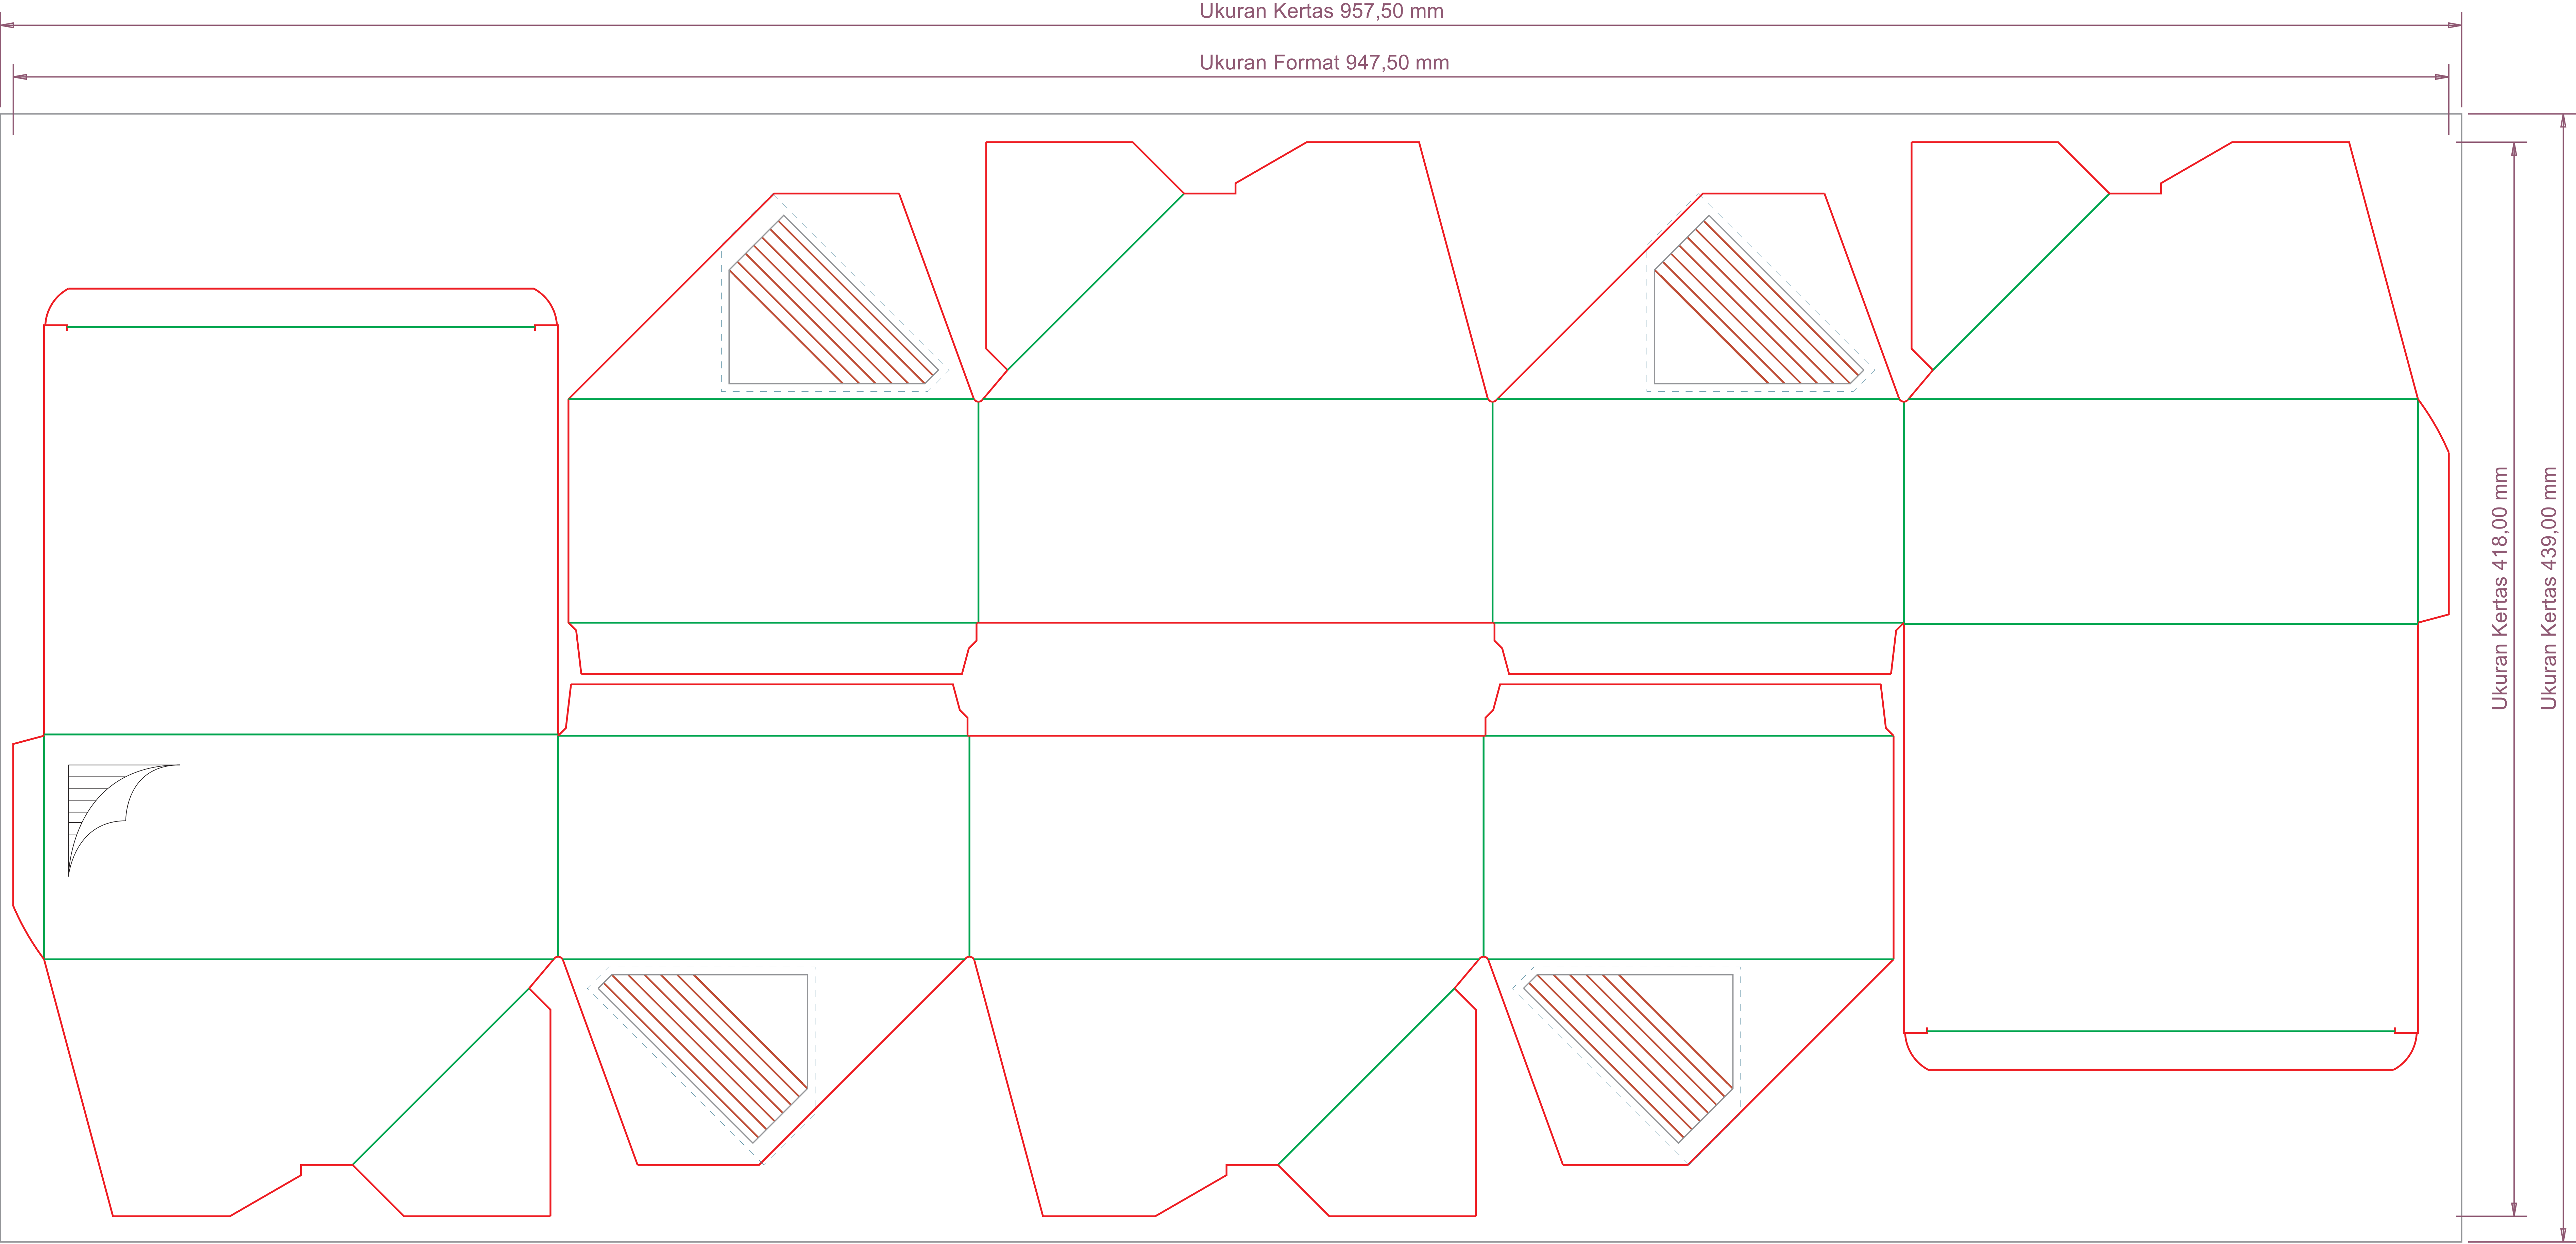 Ukuran Kertas 957,50 mm
Ukuran Format 947,50 mm
Ukuran Kertas 418,00 mm
Ukuran Kertas 439,00 mm